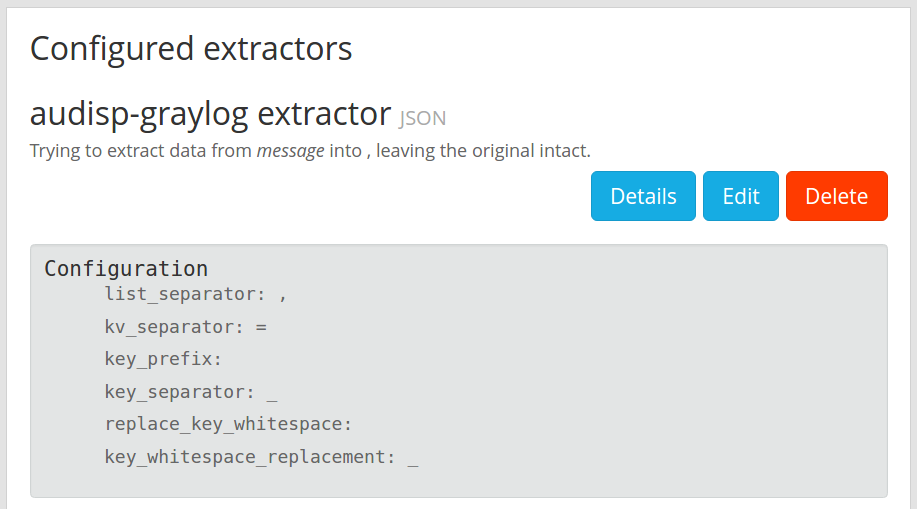 Configured extractors
audisp-graylog extractor JSON
Trying to extract data from message into , leaving the original intact.
Details Edit Delete
Configuration
list_separator: ,
kv_separator: =
key_prefix:
key_separator: _
replace_key_whitespace:
key_whitespace_replacement: _